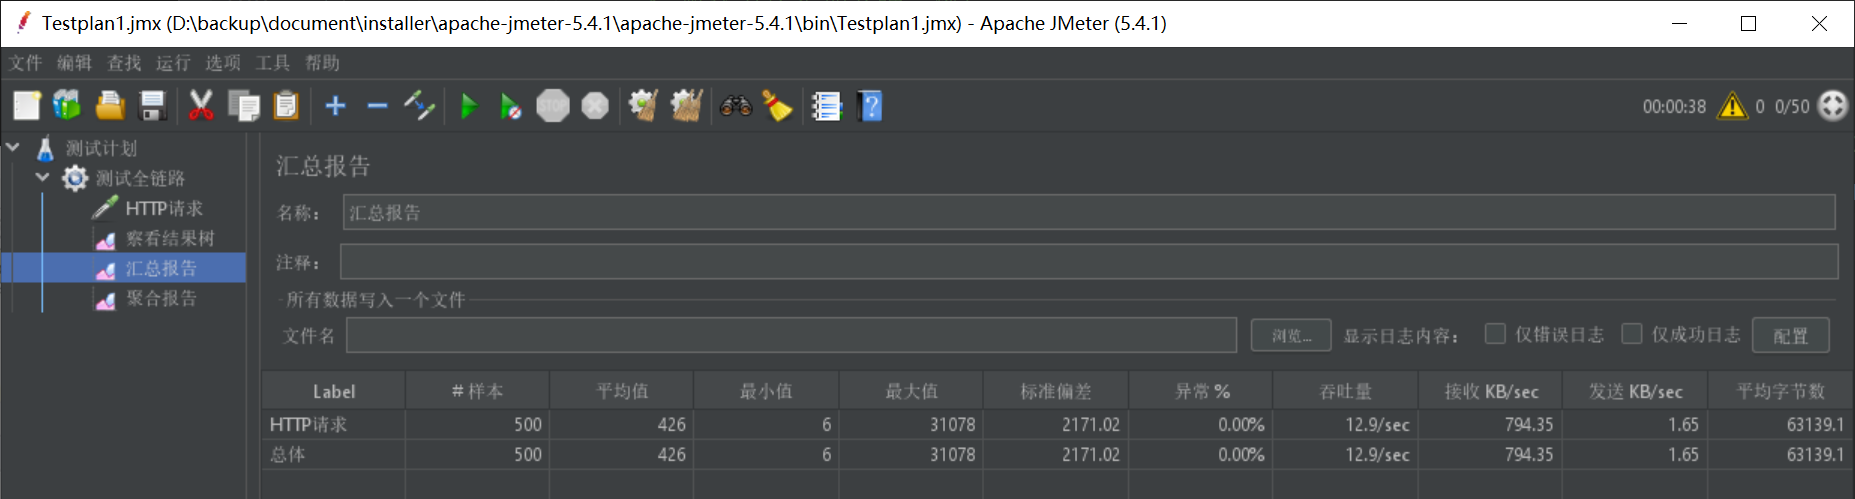 Testplan1.jmx (D:\backup\document\installer\apache-jmeter-5.4.1\apache-jmeter-5.4.1\bin\Testplan1.jmx) - Apache JMeter (5.4.1)
文件 编辑 查找 运行 选项 工具 帮助
STOP 00:00:38 0 0/50
测试计划
测试全链路
HTTP请求
察看结果树
汇总报告
聚合报告
汇总报告
名称： 汇总报告
注释：
所有数据写入一个文件
文件名 浏览... 显示日志内容： 仅错误日志 仅成功日志 配置
Label # 样本 平均值 最小值 最大值 标准偏差 异常 % 吞吐量 接收 KB/sec 发送 KB/sec 平均字节数
HTTP请求 500 426 6 31078 2171.02 0.00% 12.9/sec 794.35 1.65 63139.1
总体 500 426 6 31078 2171.02 0.00% 12.9/sec 794.35 1.65 63139.1